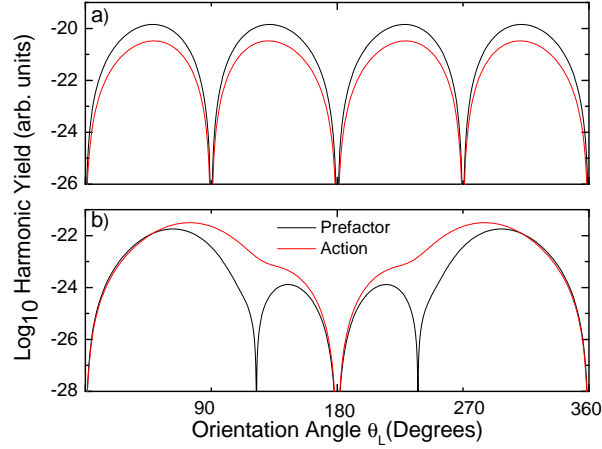 a)
-20
-22
-24
-26
b)
Prefactor
Action
-22
-24
-26
-28
90
180
270
360
Orientation Angle θL(Degrees)
Log10 Harmonic Yield (arb. units)